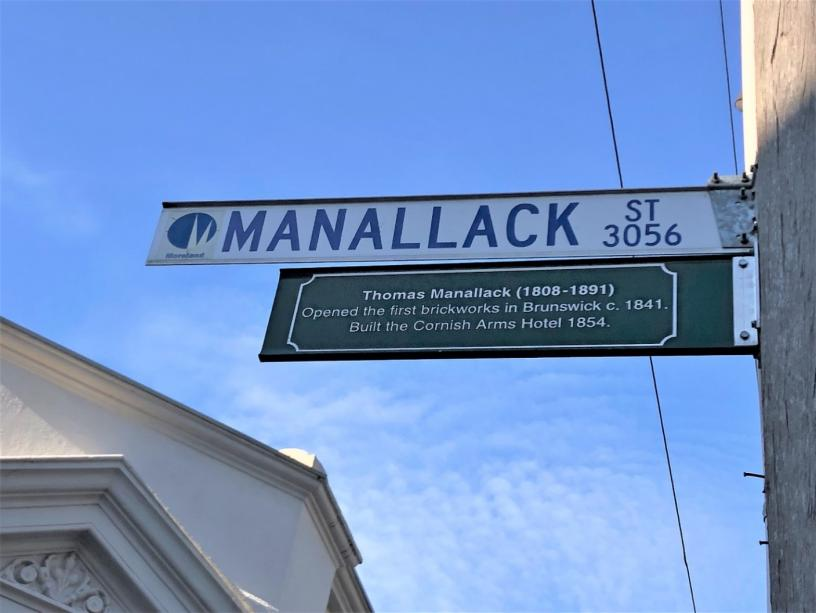 MANALLACK ST
3056
Moreland
Thomas Manallack (1808-1891)
Opened the first brickworks in Brunswick c. 1841.
Built the Cornish Arms Hotel 1854.